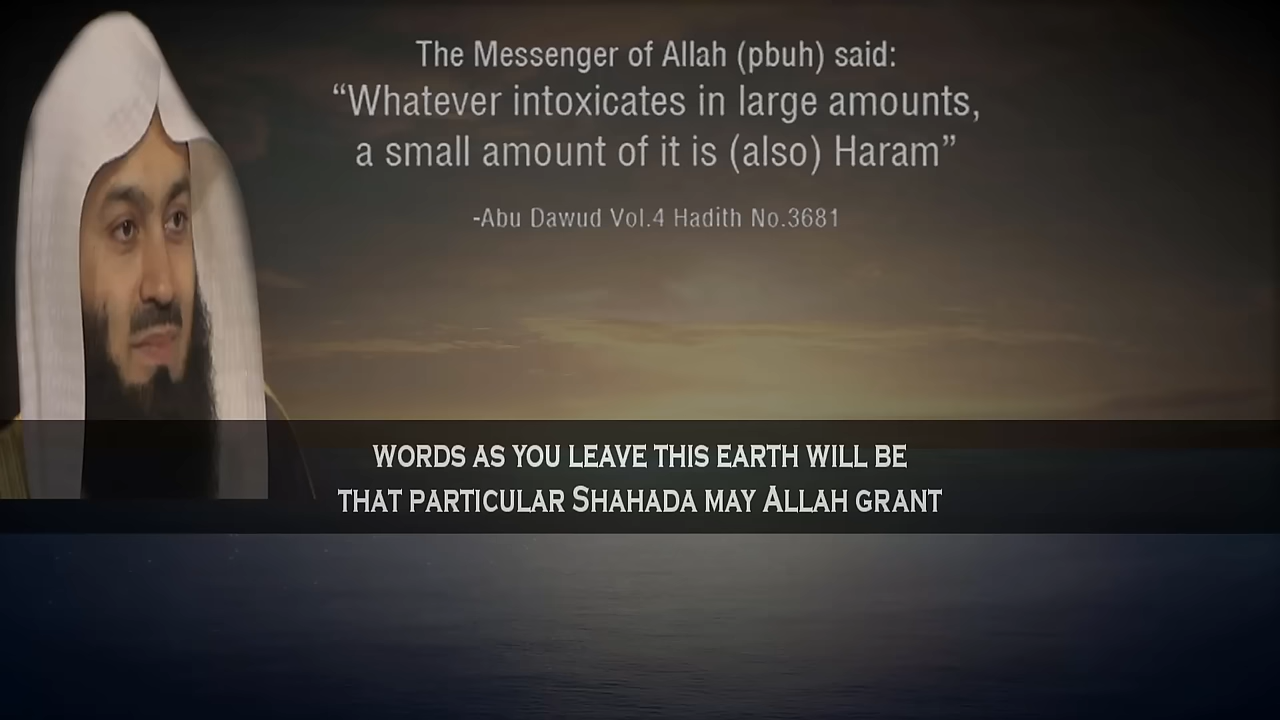 The Messenger of Allah (pbuh) said:
“Whatever intoxicates in large amounts,
a small amount of it is (also) Haram”
-Abu Dawud Vol.4 Hadith No.3681
WORDS AS YOU LEAVE THIS EARTH WILL BE
THAT PARTICULAR SHAHADA MAY ALLAH GRANT